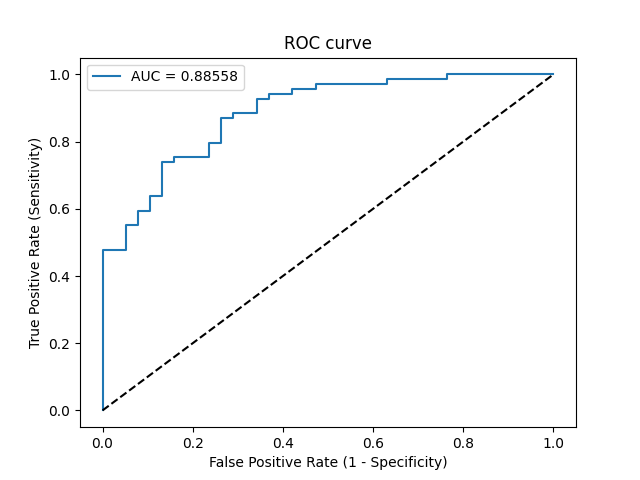 ROC curve
AUC = 0.88558
True Positive Rate (Sensitivity)
1.0
0.8
0.6
0.4
0.2
0.0
0.0 0.2 0.4 0.6 0.8 1.0
False Positive Rate (1 - Specificity)